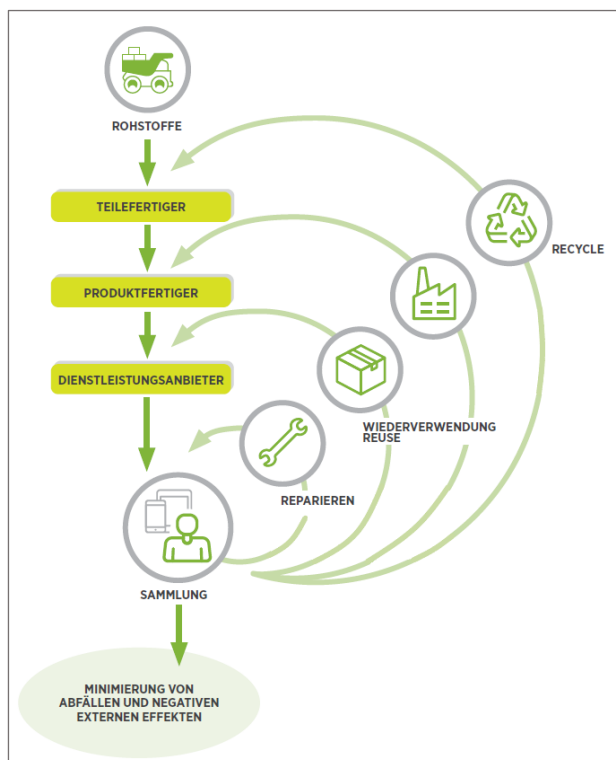 ROHSTOFFE
TEILEFERTIGER
PRODUKTFERTIGER
DIENSTLEISTUNGSANBIETER
RECYCLE
WIEDERVERWENDUNG
REUSE
REPARIEREN
SAMMLUNG
MINIMIERUNG VON
ABFÄLLEN UND NEGATIVEN
EXTERNEN EFFEKTEN